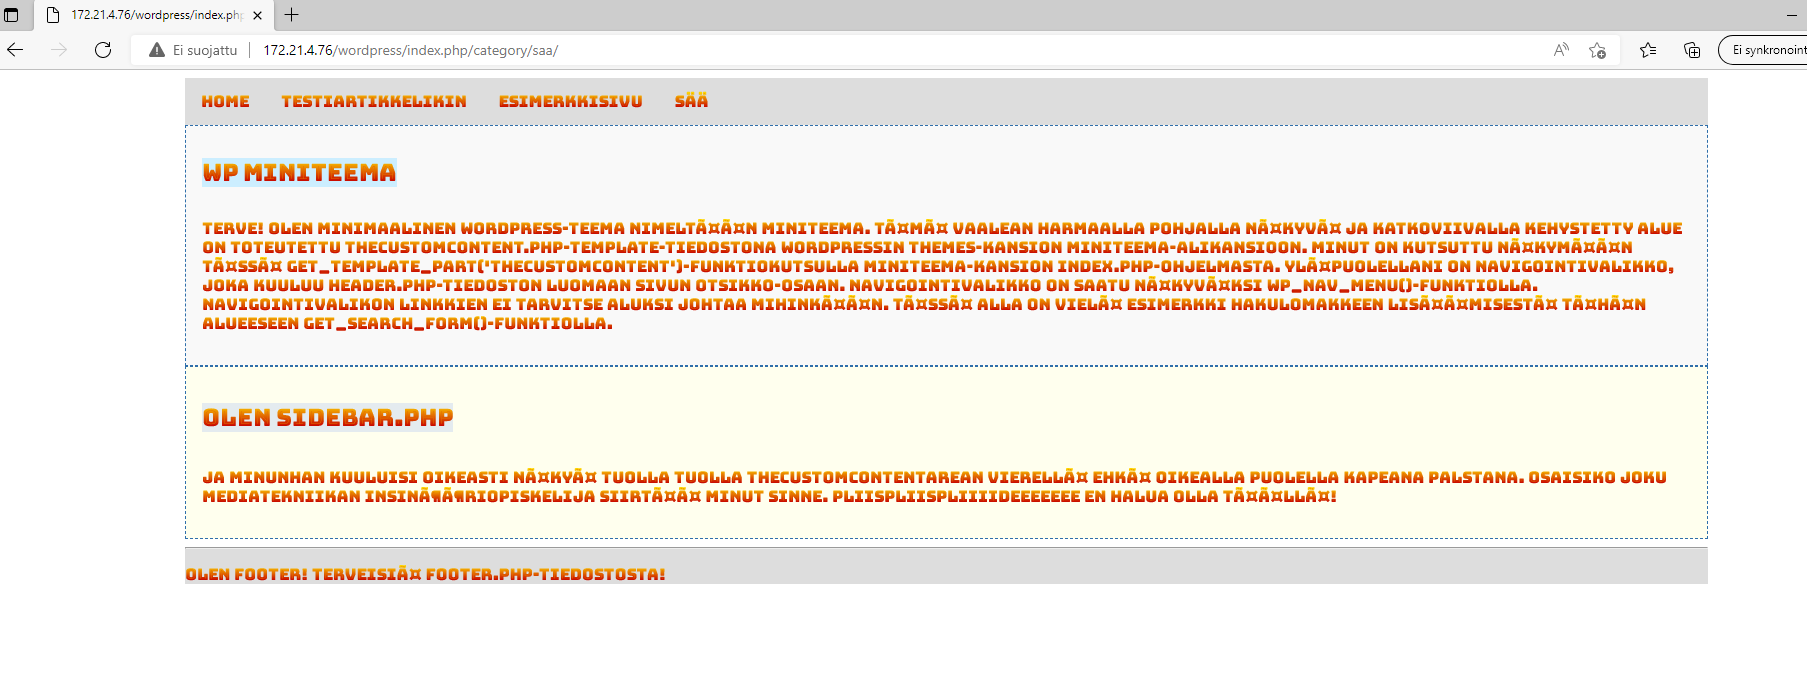 172.21.4.76/wordpress/index.php
Ei suojattu
172.21.4.76/wordpress/index.php/category/saa/
Ei synkronoint
HOME TESTIARTIKKELIKIN ESIMERKKISIVU SÄÄ
WP MINITEEMA
TERVE! OLEN MINIMAALINEN WORDPRESS-TEEMA NIMELTÃ¤Ã¤N MINITEEMA. TÃ¤MÃ¤ VAALEAN HARMAALLA POHJALLA NÃ¤KYVÃ¤ JA KATKOVIIVALLA KEHYSTETTY ALUE
ON TOTEUTETTU THECUSTOMCONTENT.PHP-TEMPLATE-TIEDOSTONA WORDPRESSIN THEMES-KANSION MINITEEMA-ALIKANSIOON. MINUT ON KUTSUTTU NÃ¤KYMÃ¤Ã¤N
TÃ¤SSÃ¤ GET_TEMPLATE_PART('THECUSTOMCONTENT')-FUNKTIOKUTSULLA MINITEEMA-KANSION INDEX.PHP-OHJELMASTA. YLÃ¤PUOLELLANI ON NAVIGOINTIVALIKKO,
JOKA KUULUU HEADER.PHP-TIEDOSTON LUOMAAN SIVUN OTSIKKO-OSAAN. NAVIGOINTIVALIKKO ON SAATU NÃ¤KYVÃ¤KSI WP_NAV_MENU()-FUNKTIOLLA.
NAVIGOINTIVALIKON LINKKIEN EI TARVITSE ALUKSI JOHTAA MIHINKÃ¤Ã¤N. TÃ¤SSÃ¤ ALLA ON VIELÃ¤ ESIMERKKI HAKULOMAKKEEN LISÃ¤Ã¤MISESTÃ¤ TÃ¤HÃ¤N
ALUEESEEN GET_SEARCH_FORM()-FUNKTIOLLA.
OLEN SIDEBAR.PHP
JA MINUNHAN KUULUISI OIKEASTI NÃ¤KYÃ¤ TUOLLA TUOLLA THECUSTOMCONTENTAREAN VIERELLÃ¤ EHKÃ¤ OIKEALLA PUOLELLA KAPEANA PALSTANA. OSAISIKO JOKU
MEDIATEKNIIKAN INSINÃ¶Ã¶RIOPISKELIJA SIIRTÃ¤Ã¤ MINUT SINNE. PLIISPLIISPLIIIIDEEEEEEE EN HALUA OLLA TÃ¤Ã¤LLÃ¤!
OLEN FOOTER! TERVEISIÃ¤ FOOTER.PHP-TIEDOSTOSTA!